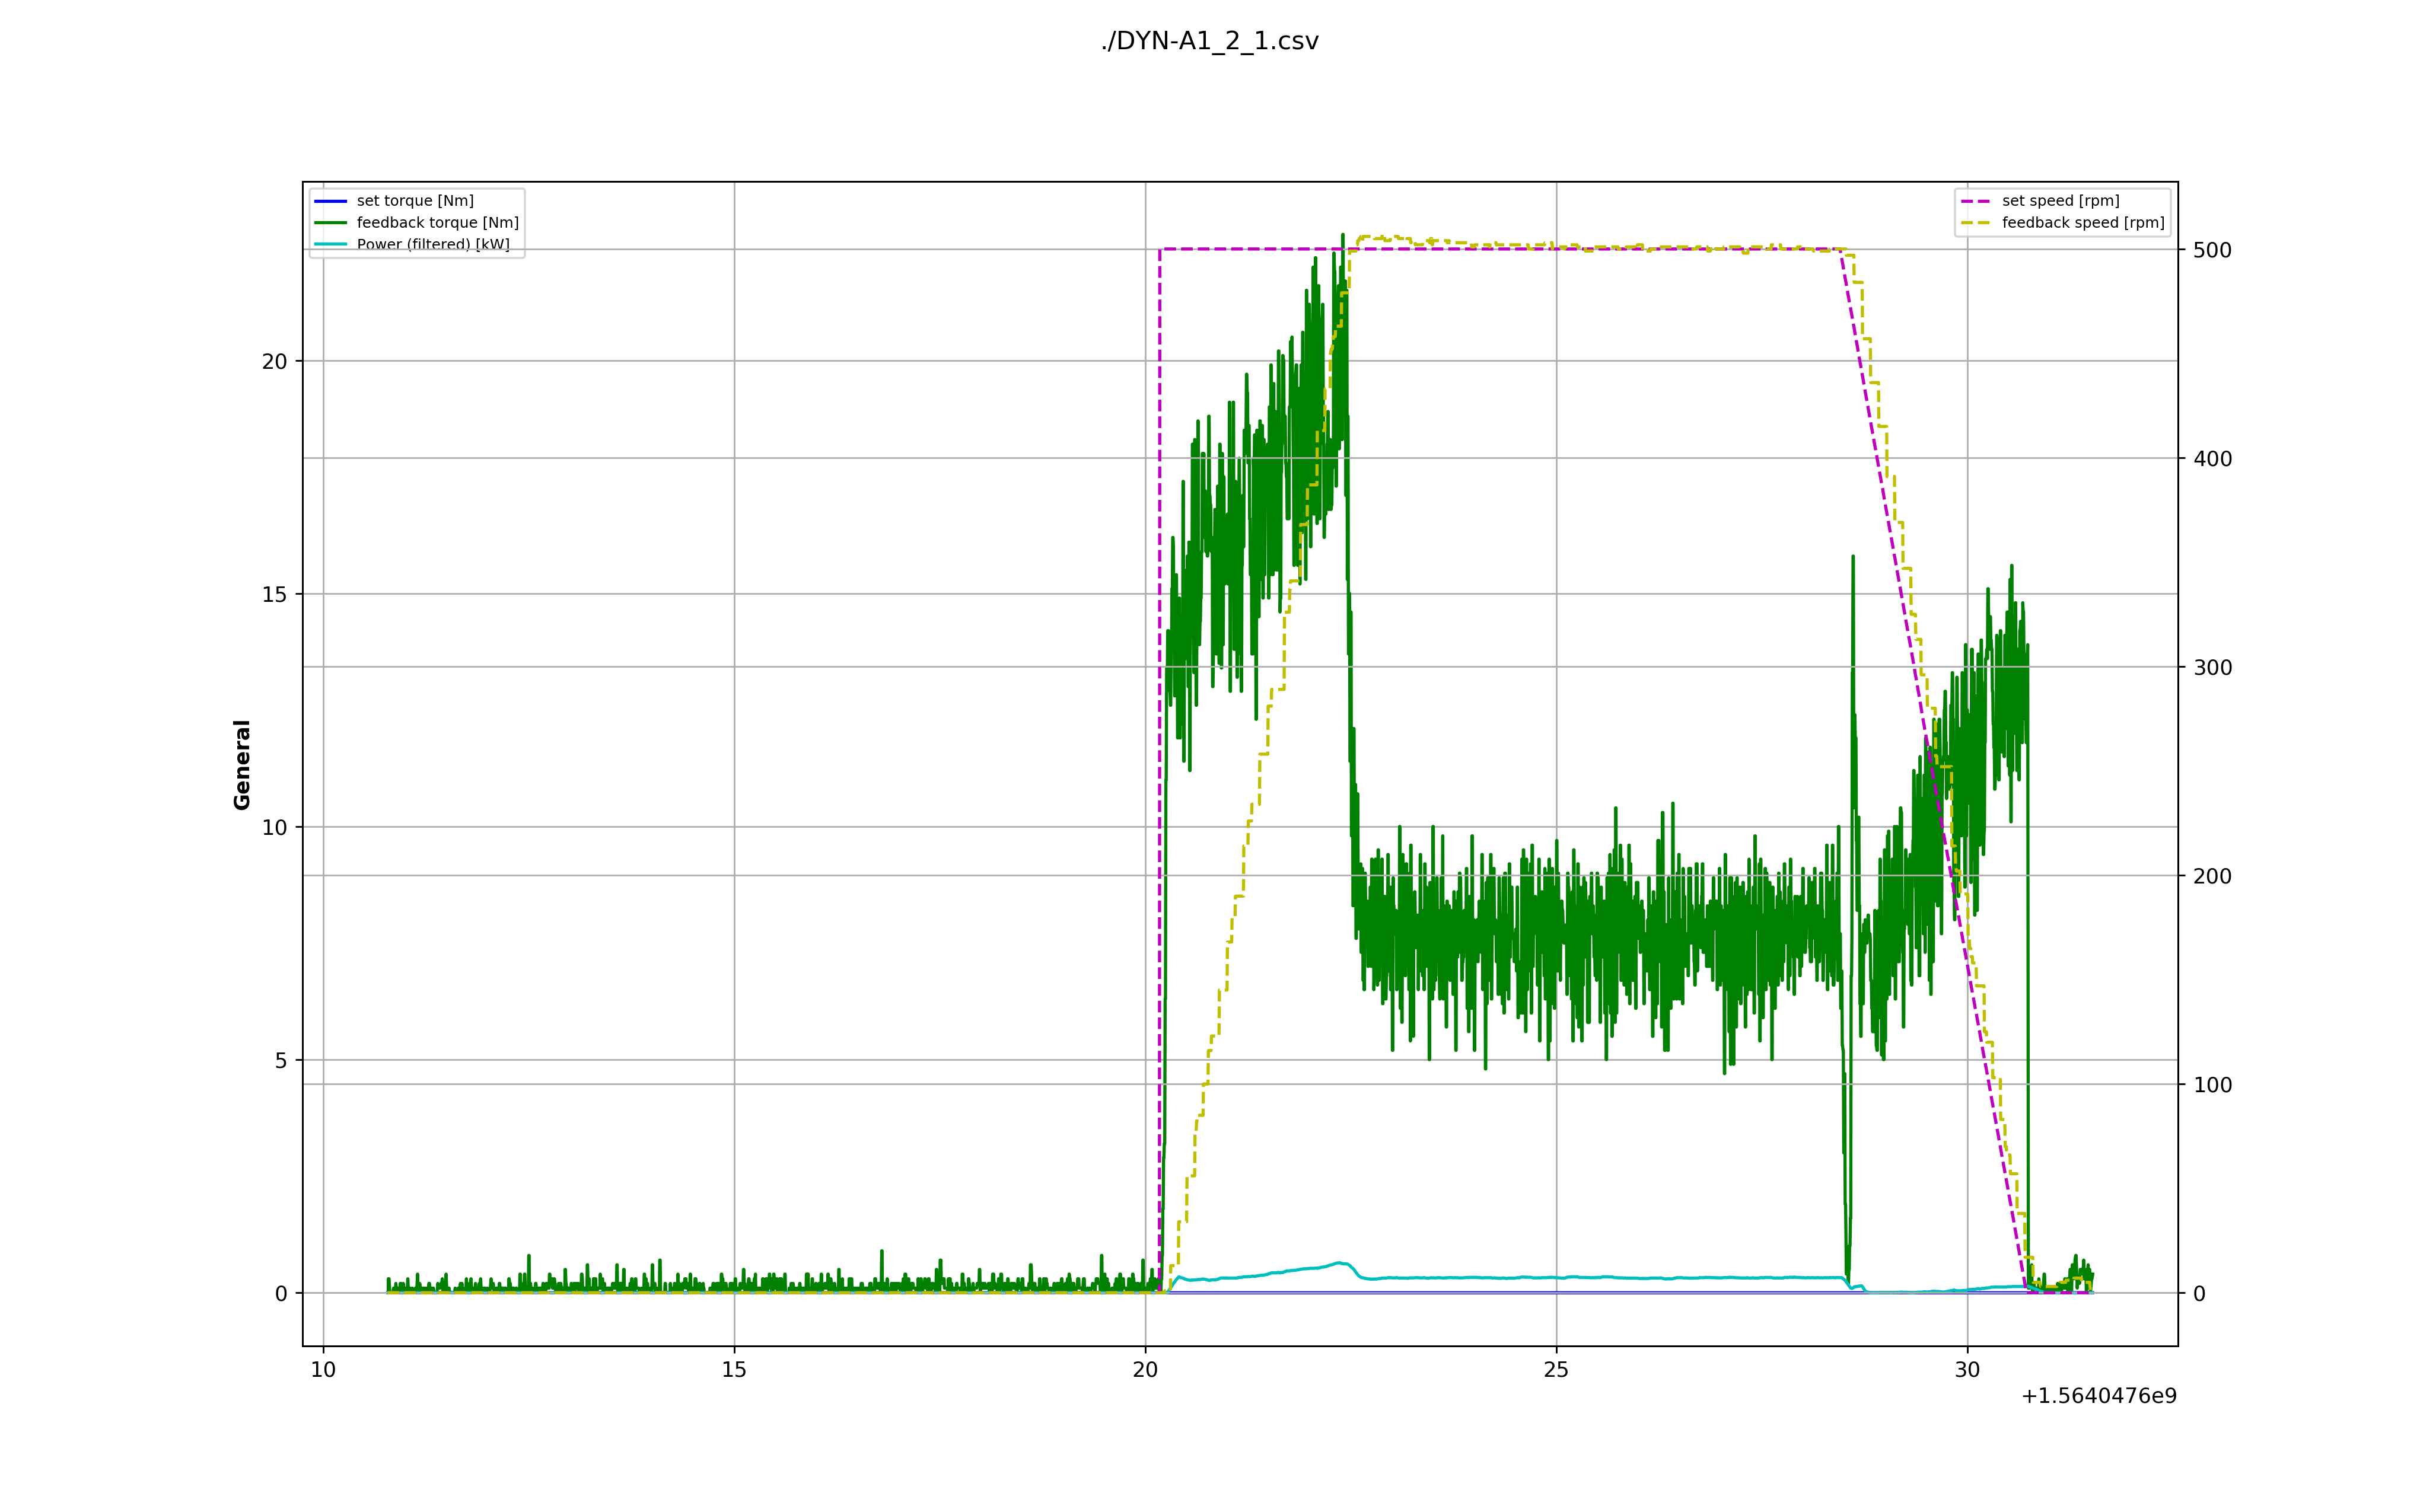 ./DYN-A1_2_1.csv
set torque [Nm]
feedback torque [Nm]
Power (filtered) [kW]
set speed [rpm]
feedback speed [rpm]
General
20
15
10
5
0
500
400
300
200
100
0
10 15 20 25 30
+1.5640476e9